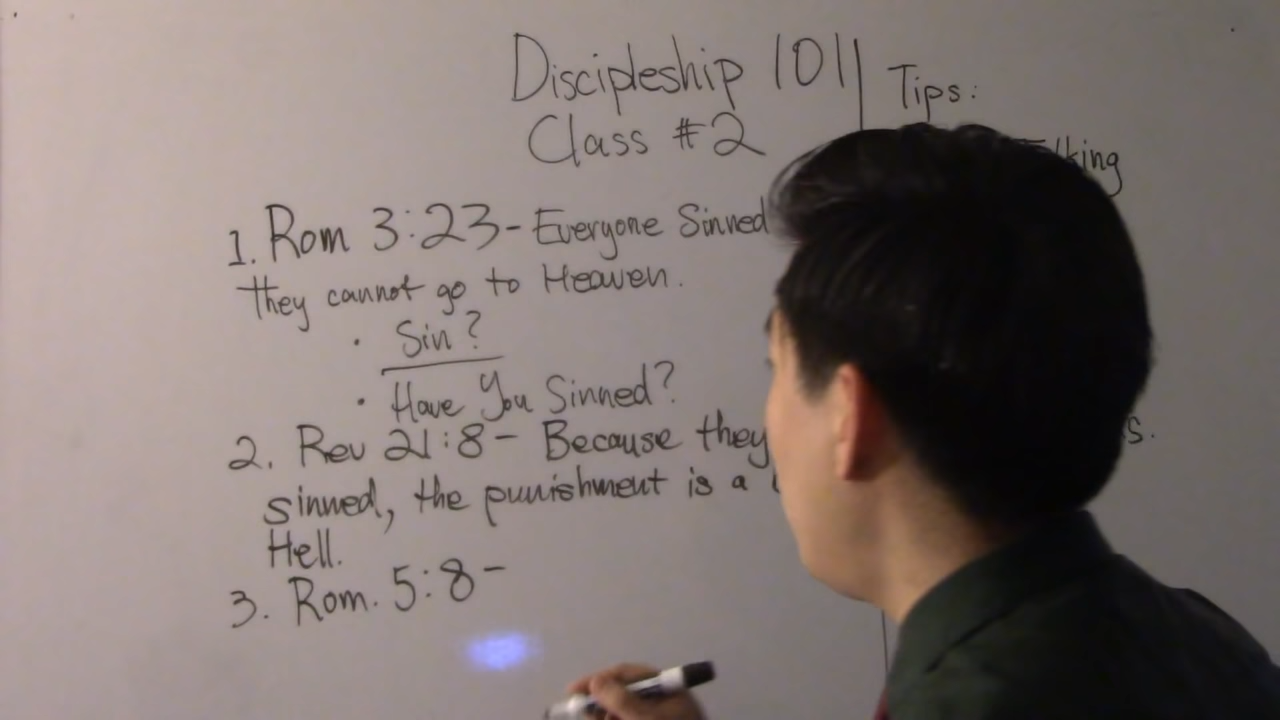 Discipleship 101
Class #2
1. Rom 3:23 - Everyone Sinned
they cannot go to Heaven.
• Sin?
• Have You Sinned?
2. Rev 21:8 - Because they
sinned, the punishment is a
Hell.
3. Rom. 5:8 -
Tips: